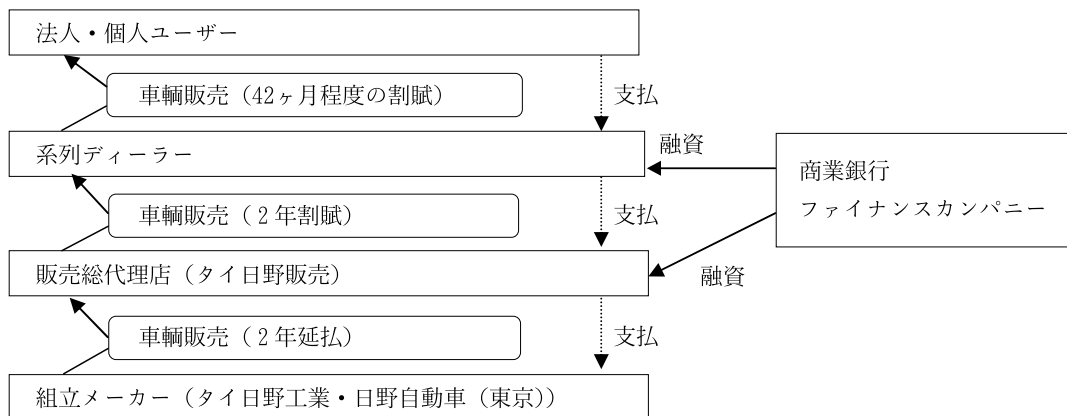 法人・個人ユーザー
車輌販売（42ヶ月程度の割賦）
支払
系列ディーラー
融資
商業銀行
ファイナンスカンパニー
車輌販売（２年割賦）
支払
販売総代理店（タイ日野販売）
融資
車輌販売（２年延払）
支払
組立メーカー（タイ日野工業・日野自動車（東京））